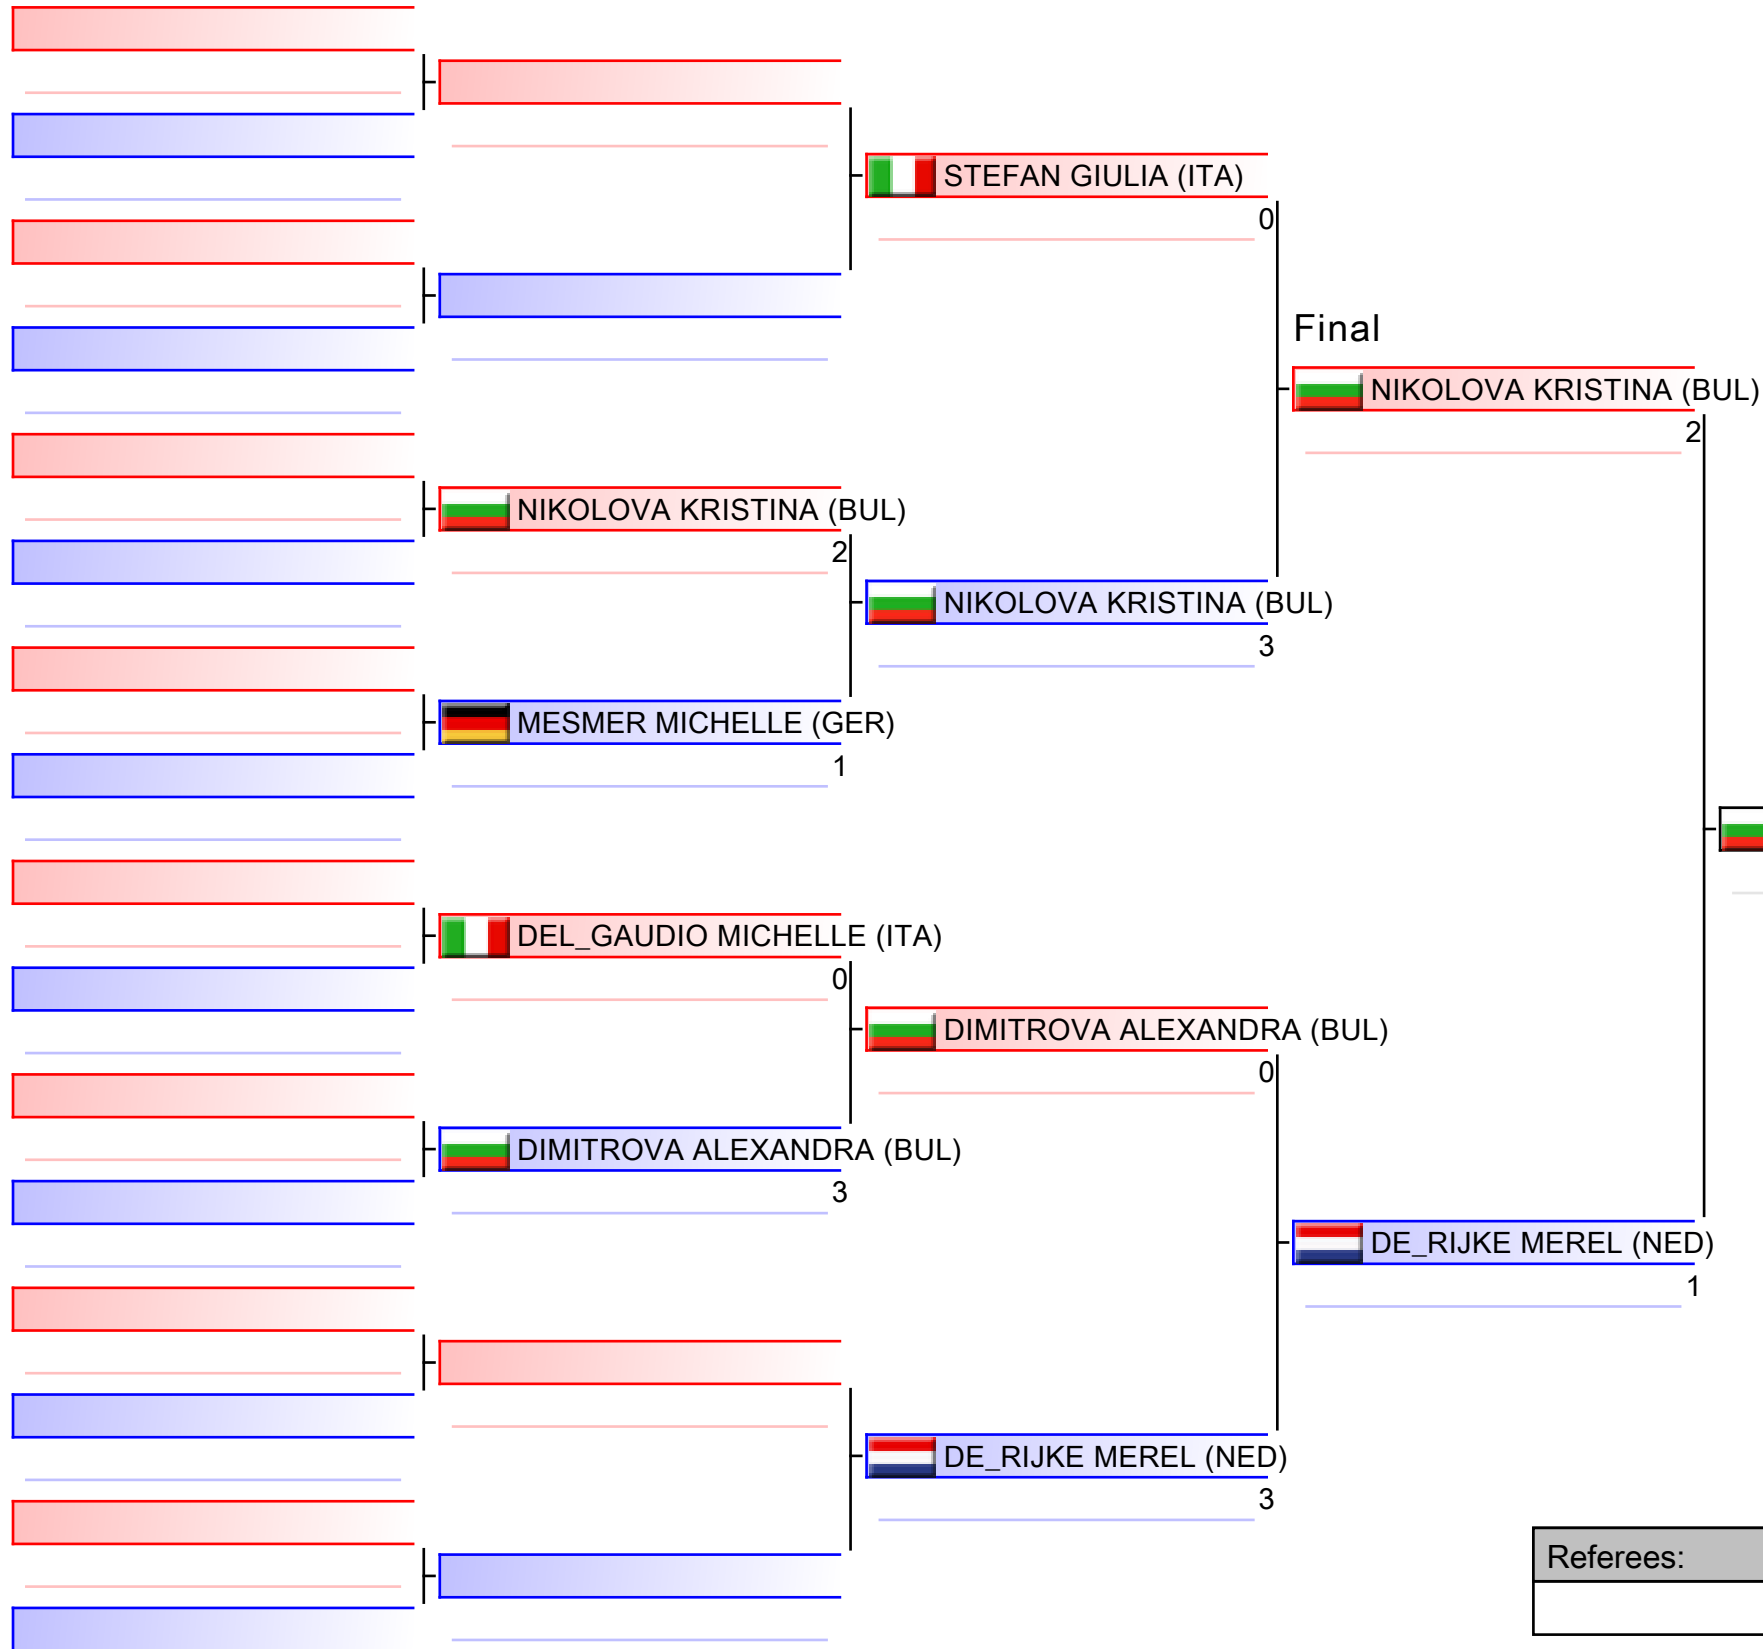 STEFAN GIULIA (ITA)
0
Final
NIKOLOVA KRISTINA (BUL)
2
NIKOLOVA KRISTINA (BUL)
2
NIKOLOVA KRISTINA (BUL)
3
MESMER MICHELLE (GER)
1
DEL_GAUDIO MICHELLE (ITA)
0
DIMITROVA ALEXANDRA (BUL)
0
DIMITROVA ALEXANDRA (BUL)
3
DE_RIJKE MEREL (NED)
1
DE_RIJKE MEREL (NED)
3
Referees: